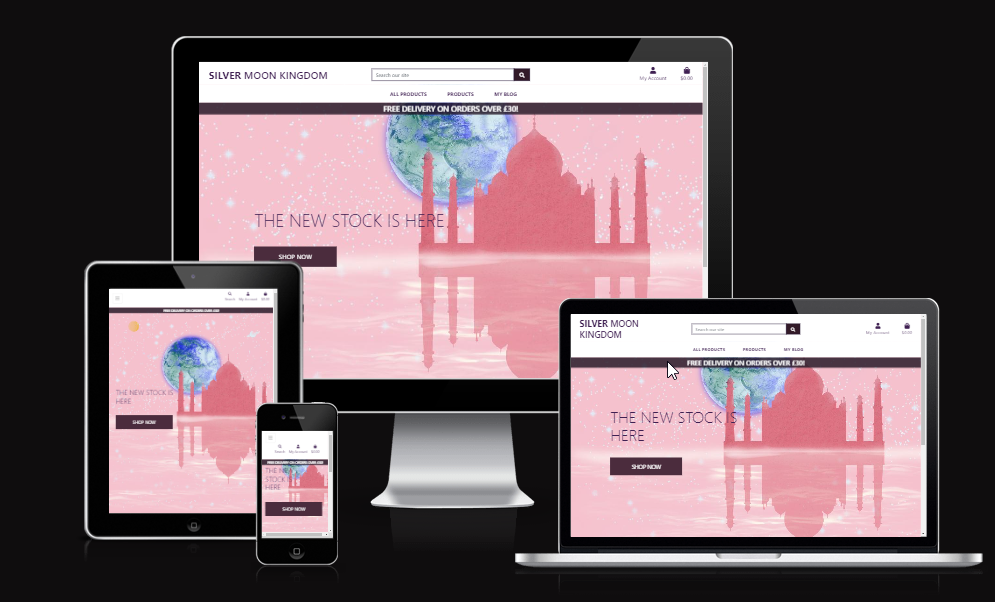 SILVER MOON KINGDOM
Search our site
My Account
$0.00
ALL PRODUCTS PRODUCTS MY BLOG
FREE DELIVERY ON ORDERS OVER £30!
THE NEW STOCK IS HERE
SHOP NOW
Search My Account $0.00
FREE DELIVERY ON ORDERS OVER £30!
THE NEW STOCK IS
HERE
SHOP NOW
Search My Account $0.00
FREE DELIVERY ON ORDERS OVER £30!
THE NEW
STOCK IS
HERE
SHOP NOW
SILVER MOON
KINGDOM
Search our site
My Account
$0.00
ALL PRODUCTS PRODUCTS MY BLOG
FREE DELIVERY ON ORDERS OVER £30!
THE NEW STOCK IS
HERE
SHOP NOW